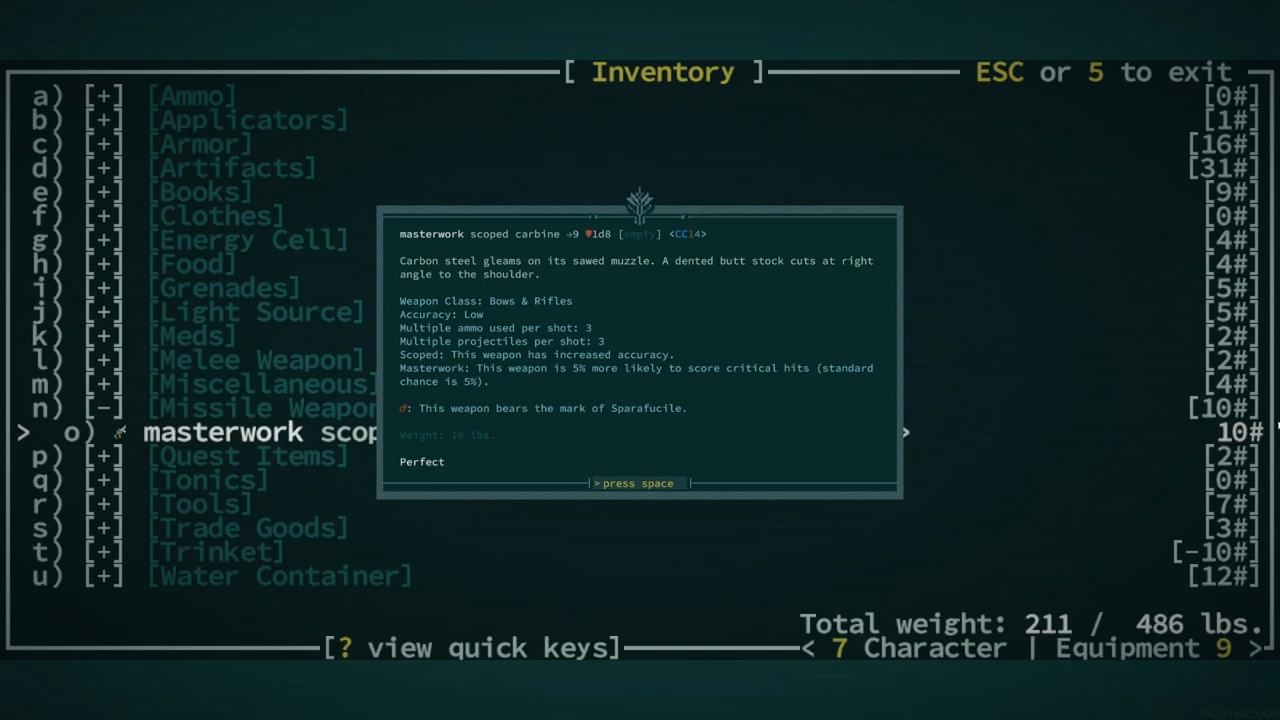 [ Inventory ] ESC or 5 to exit
a) [+] [Ammo] [0#]
b) [+] [Applicators] [1#]
c) [+] [Armor] [16#]
d) [+] [Artifacts] [31#]
e) [+] [Books] [9#]
f) [+] [Clothes] [0#]
g) [+] [Energy Cell] [4#]
h) [+] [Food] [4#]
i) [+] [Grenades] [5#]
j) [+] [Light Source] [5#]
k) [+] [Meds] [2#]
l) [+] [Melee Weapon] [2#]
m) [+] [Miscellaneous] [4#]
n) [-] [Missile Weapon [10#]
> o) masterwork scop > 10#
p) [+] [Quest Items] [2#]
q) [+] [Tonics] [0#]
r) [+] [Tools] [7#]
s) [+] [Trade Goods] [3#]
t) [+] [Trinket] [-10#]
u) [+] [Water Container] [12#]
masterwork scoped carbine →9 ♥1d8 [empty] <CC14>
Carbon steel gleams on its sawed muzzle. A dented butt stock cuts at right
angle to the shoulder.
Weapon Class: Bows & Rifles
Accuracy: Low
Multiple ammo used per shot: 3
Multiple projectiles per shot: 3
Scoped: This weapon has increased accuracy.
Masterwork: This weapon is 5% more likely to score critical hits (standard
chance is 5%).
♂: This weapon bears the mark of Sparafucile.
Weight: 10 lbs.
Perfect
> press space
Total weight: 211 / 486 lbs.
[? view quick keys] < 7 Character | Equipment 9 >